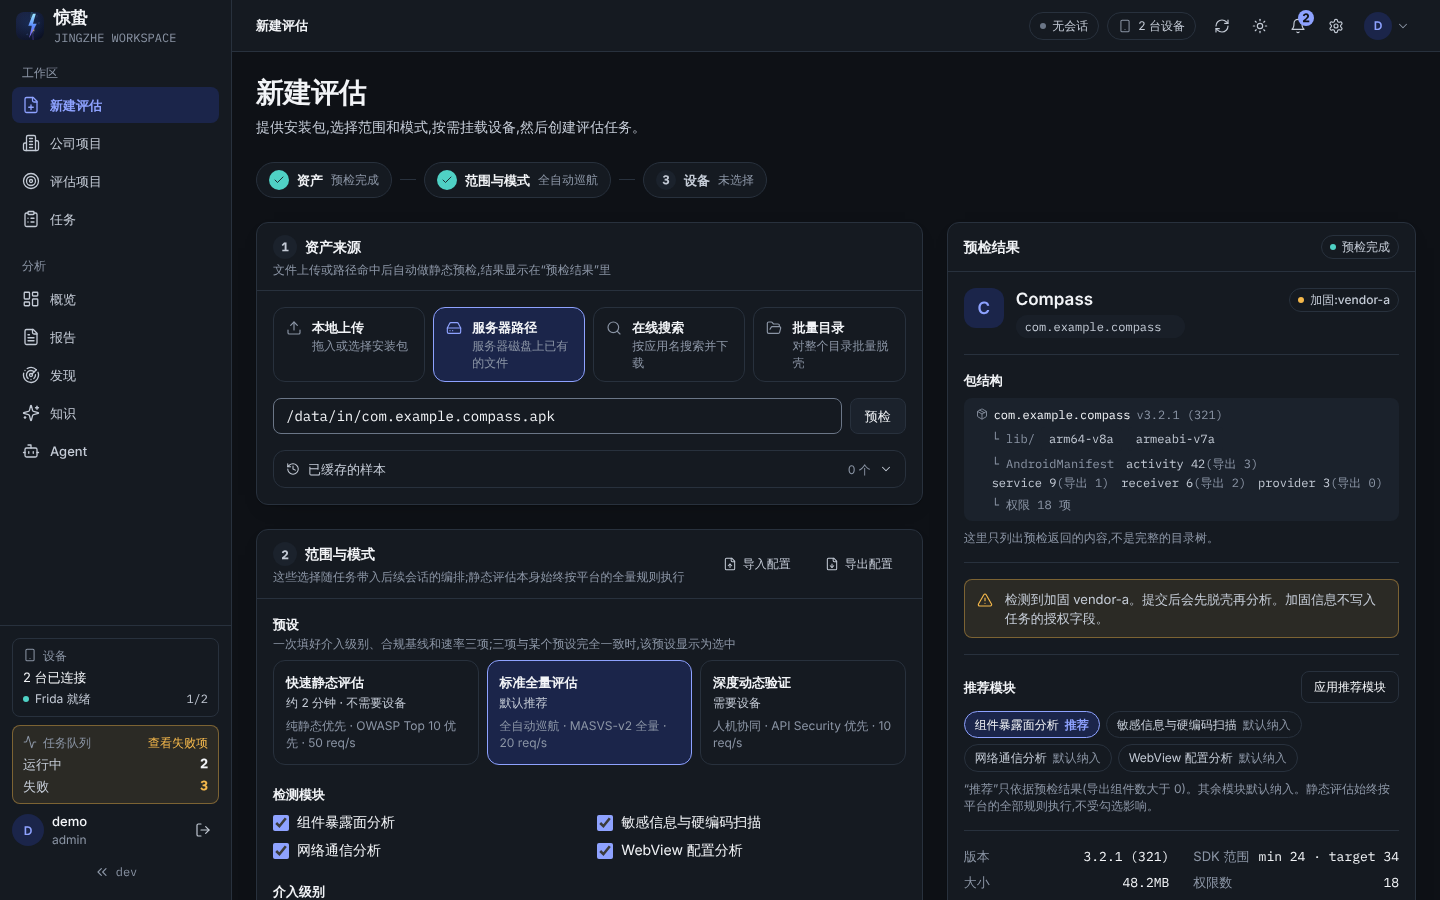 惊蛰
JINGZHE WORKSPACE
工作区
新建评估
公司项目
评估项目
任务
分析
概览
报告
发现
知识
Agent
设备
2 台已连接
Frida 就绪 1/2
任务队列 查看失败项
运行中 2
失败 3
D
demo
admin
dev
新建评估
无会话
2 台设备
2
D
新建评估
提供安装包,选择范围和模式,按需挂载设备,然后创建评估任务。
资产 预检完成
范围与模式 全自动巡航
3 设备 未选择
1 资产来源
文件上传或路径命中后自动做静态预检,结果显示在"预检结果"里
本地上传
拖入或选择安装包
服务器路径
服务器磁盘上已有
的文件
在线搜索
按应用名搜索并下
载
批量目录
对整个目录批量脱
壳
/data/in/com.example.compass.apk
预检
已缓存的样本 0 个
2 范围与模式
这些选择随任务带入后续会话的编排;静态评估本身始终按平台的全量规则执行
导入配置
导出配置
预设
一次填好介入级别、合规基线和速率三项;三项与某个预设完全一致时,该预设显示为选中
快速静态评估
约 2 分钟 · 不需要设备
纯静态优先 · OWASP Top 10 优
先 · 50 req/s
标准全量评估
默认推荐
全自动巡航 · MASVS-v2 全量 ·
20 req/s
深度动态验证
需要设备
人机协同 · API Security 优先 · 10
req/s
检测模块
组件暴露面分析
敏感信息与硬编码扫描
网络通信分析
WebView 配置分析
介入级别
预检结果
预检完成
C
Compass
com.example.compass
加固:vendor-a
包结构
com.example.compass v3.2.1 (321)
└ lib/ arm64-v8a armeabi-v7a
└ AndroidManifest activity 42(导出 3)
service 9(导出 1) receiver 6(导出 2) provider 3(导出 0)
└ 权限 18 项
这里只列出预检返回的内容,不是完整的目录树。
检测到加固 vendor-a。提交后会先脱壳再分析。加固信息不写入
任务的授权字段。
推荐模块
应用推荐模块
组件暴露面分析 推荐
敏感信息与硬编码扫描 默认纳入
网络通信分析 默认纳入
WebView 配置分析 默认纳入
"推荐"只依据预检结果(导出组件数大于 0)。其余模块默认纳入。静态评估始终按
平台的全部规则执行,不受勾选影响。
版本 3.2.1 (321)
SDK 范围 min 24 · target 34
大小 48.2MB
权限数 18